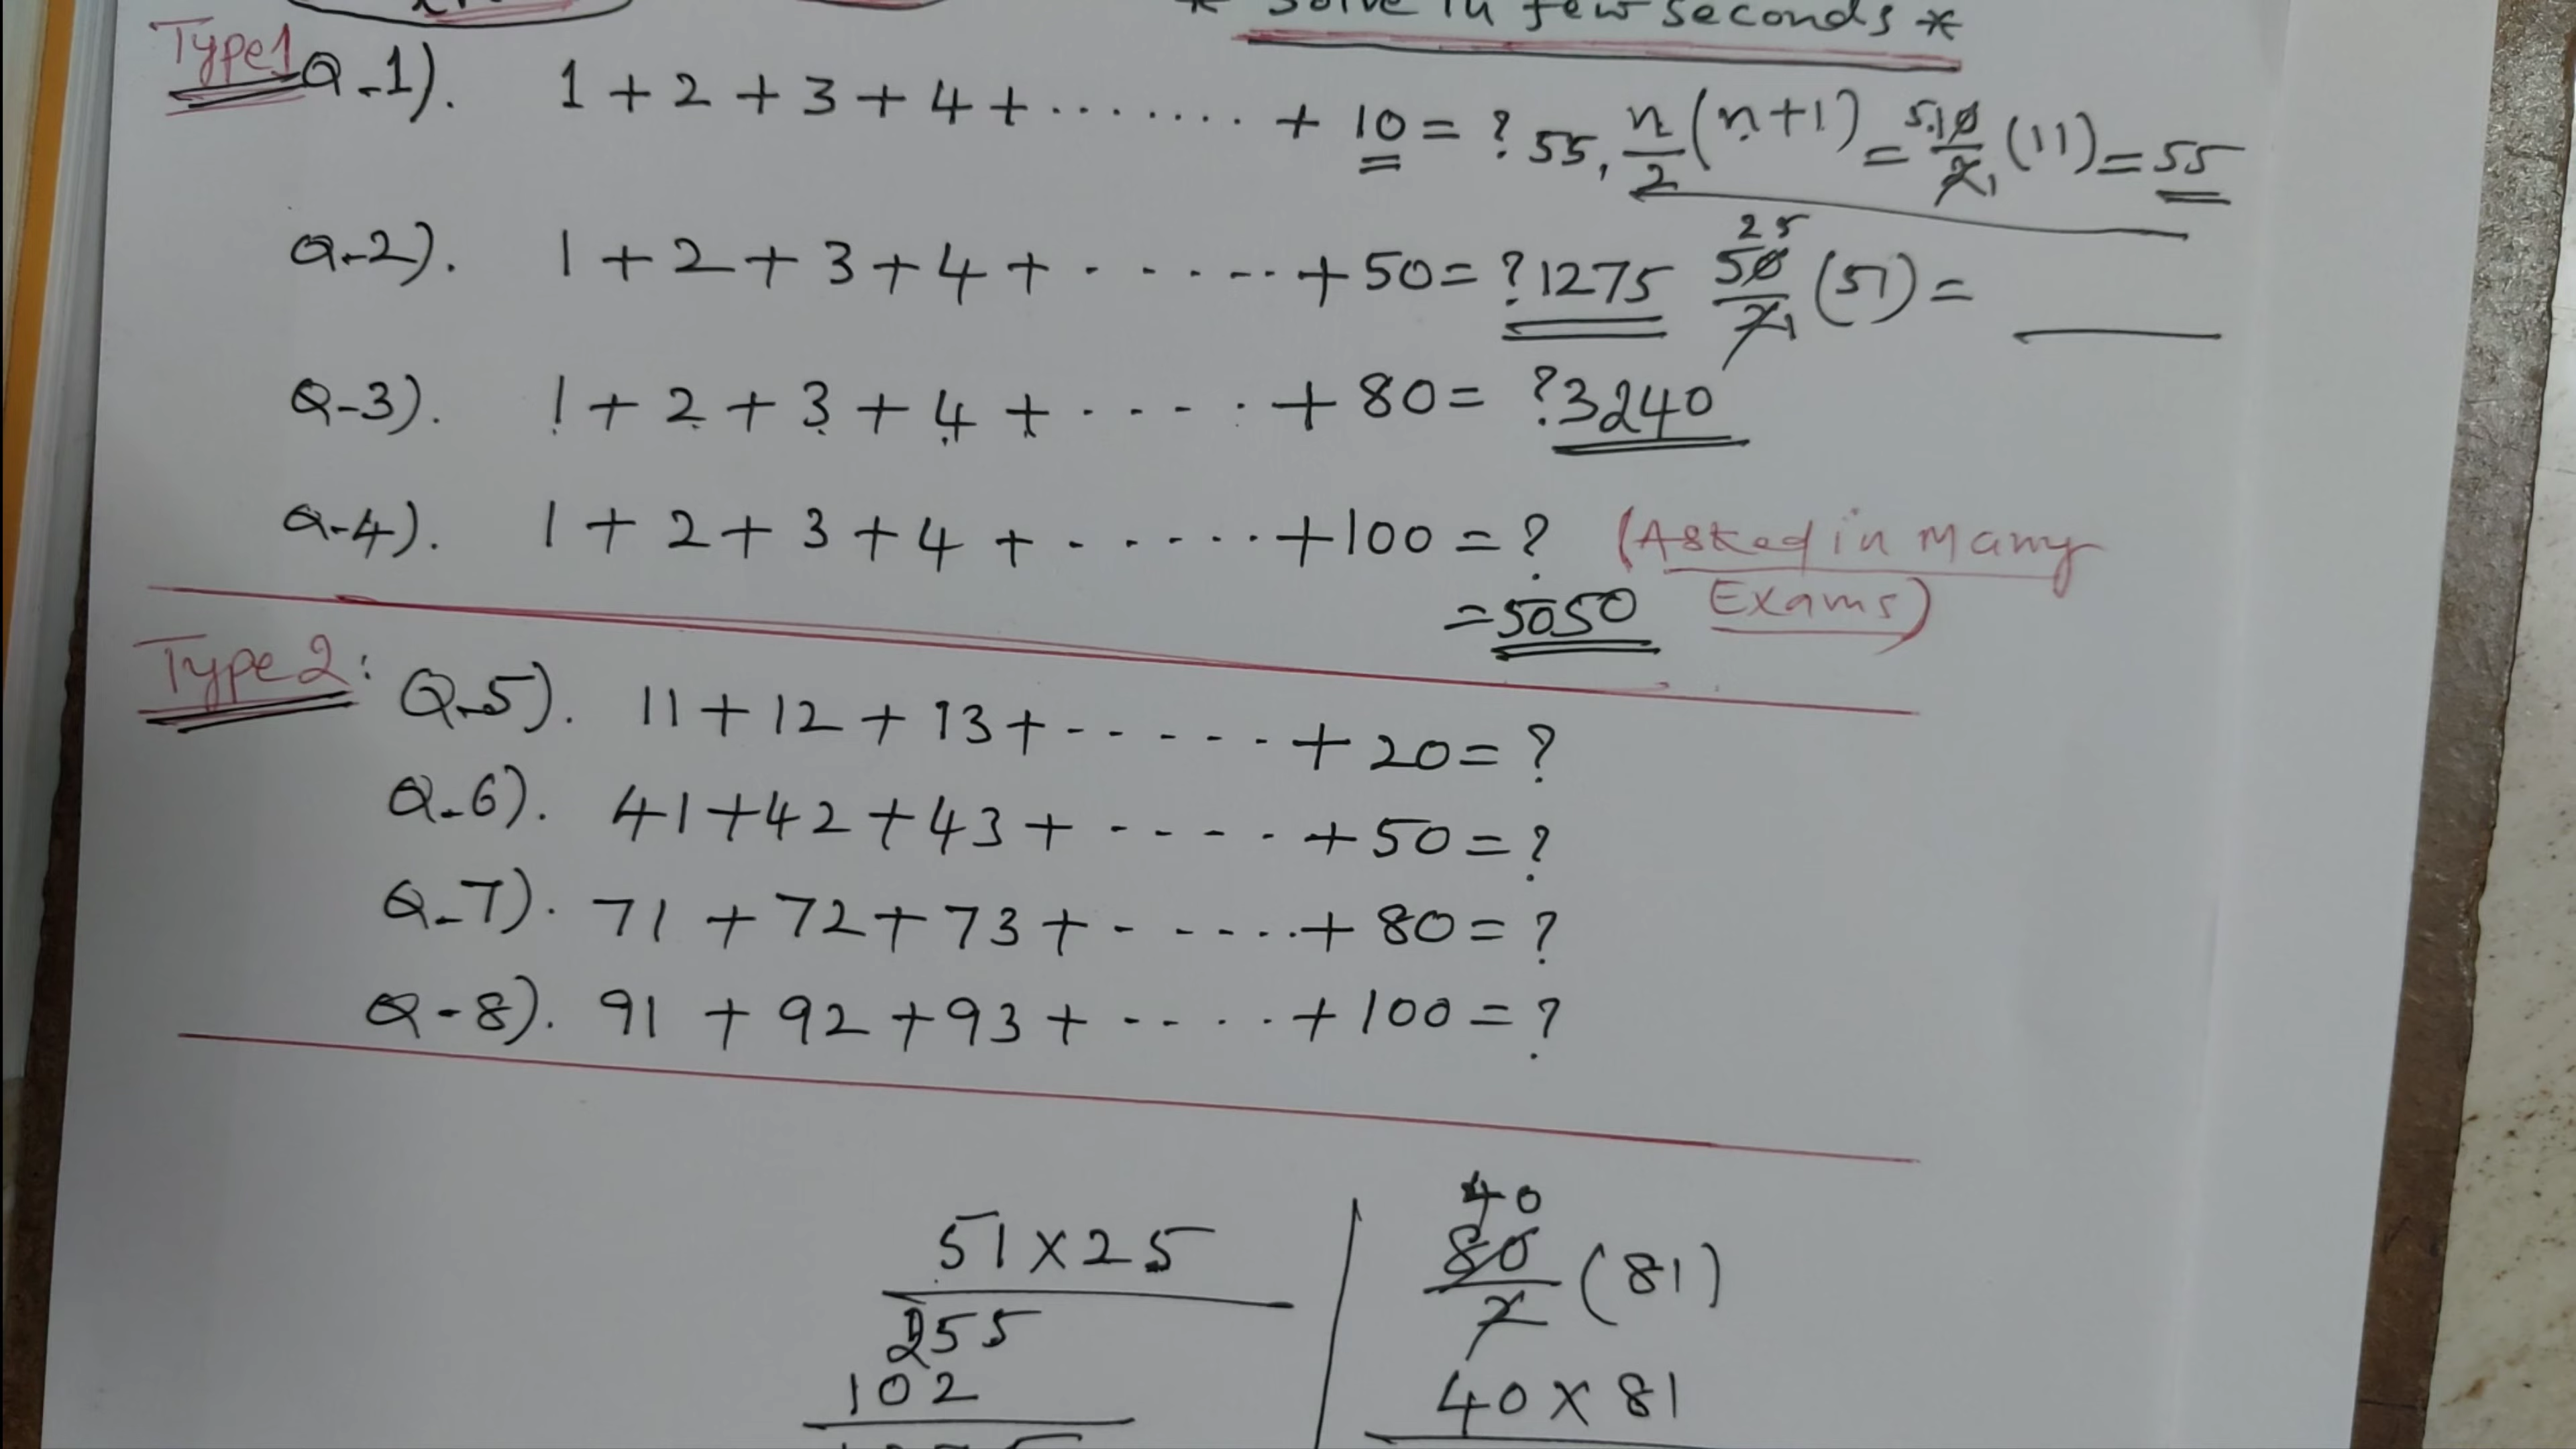 * Solve in few seconds *
Type1 Q-1). 1 + 2 + 3 + 4 + ........ + 10 = ? 55, n/2 (n+1) = 5 10/2 1 (11) = 55
Q-2). 1 + 2 + 3 + 4 + ...... + 50 = ? 1275 25 50/2 1 (51) =
Q-3). 1 + 2 + 3 + 4 + ..... + 80 = ? 3240
Q-4). 1 + 2 + 3 + 4 + ...... + 100 = ? (Asked in Many
= 5050 Exams)
Type2: Q-5). 11 + 12 + 13 + ...... + 20 = ?
Q-6). 41 + 42 + 43 + ..... + 50 = ?
Q-7). 71 + 72 + 73 + ...... + 80 = ?
Q-8). 91 + 92 + 93 + ..... + 100 = ?
51 x 25
255
102
40
80/2 (81)
40 x 81